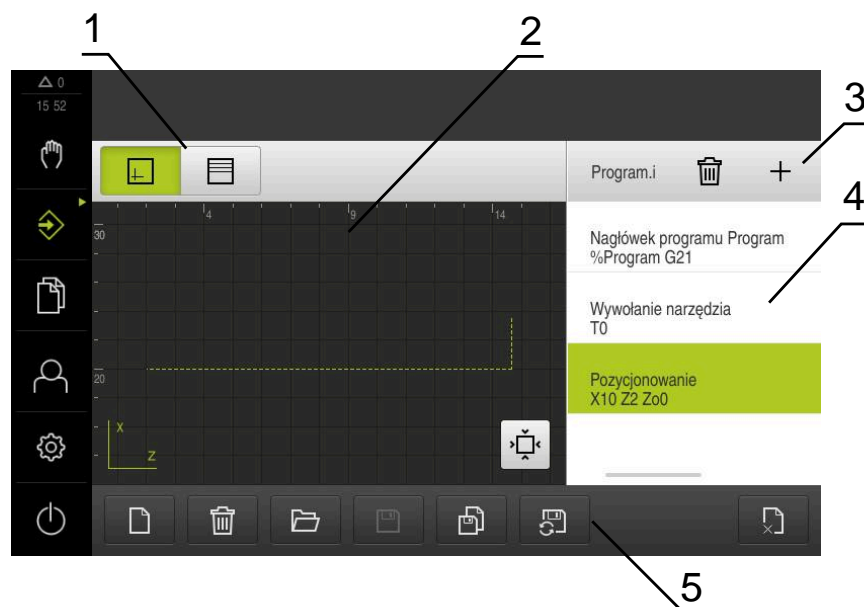 1
2
3
4
5
0
15 52
Program.i
4
9
14
30
20
X
Z
Nagłówek programu Program
%Program G21
Wywołanie narzędzia
T0
Pozycjonowanie
X10 Z2 Zo0